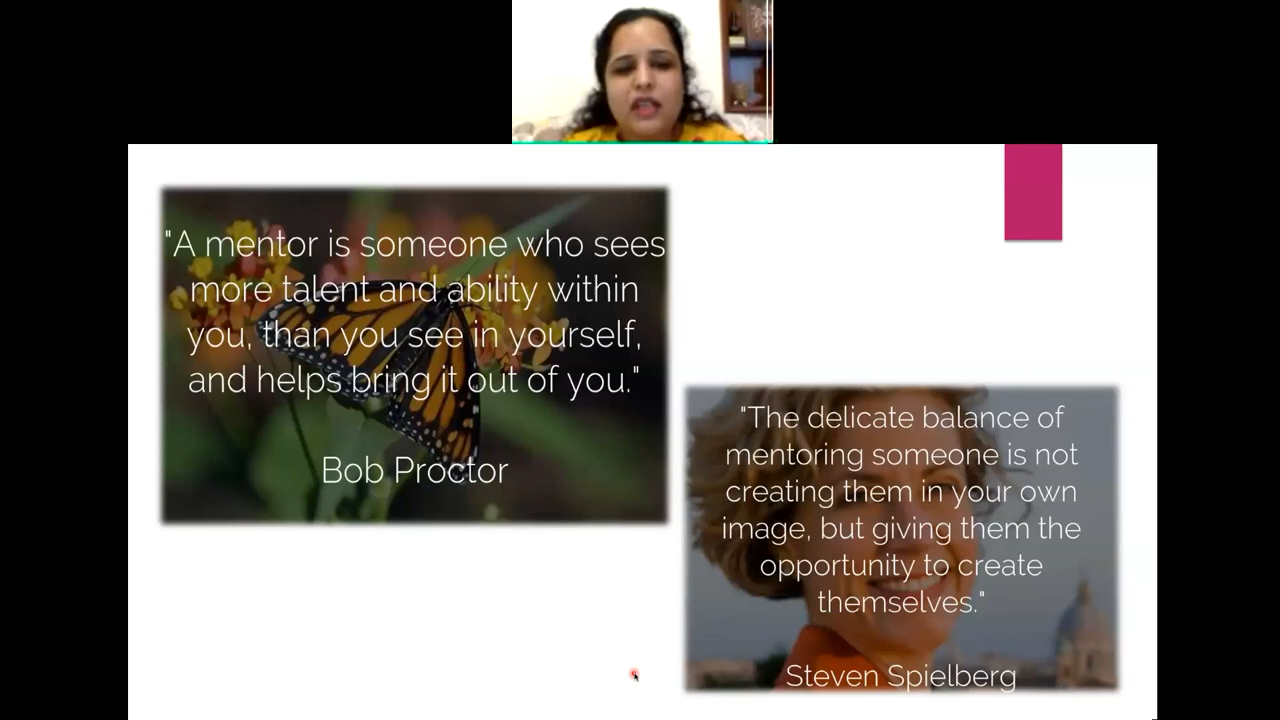 "A mentor is someone who sees
more talent and ability within
you, than you see in yourself,
and helps bring it out of you."
Bob Proctor
"The delicate balance of
mentoring someone is not
creating them in your own
image, but giving them the
opportunity to create
themselves."
Steven Spielberg